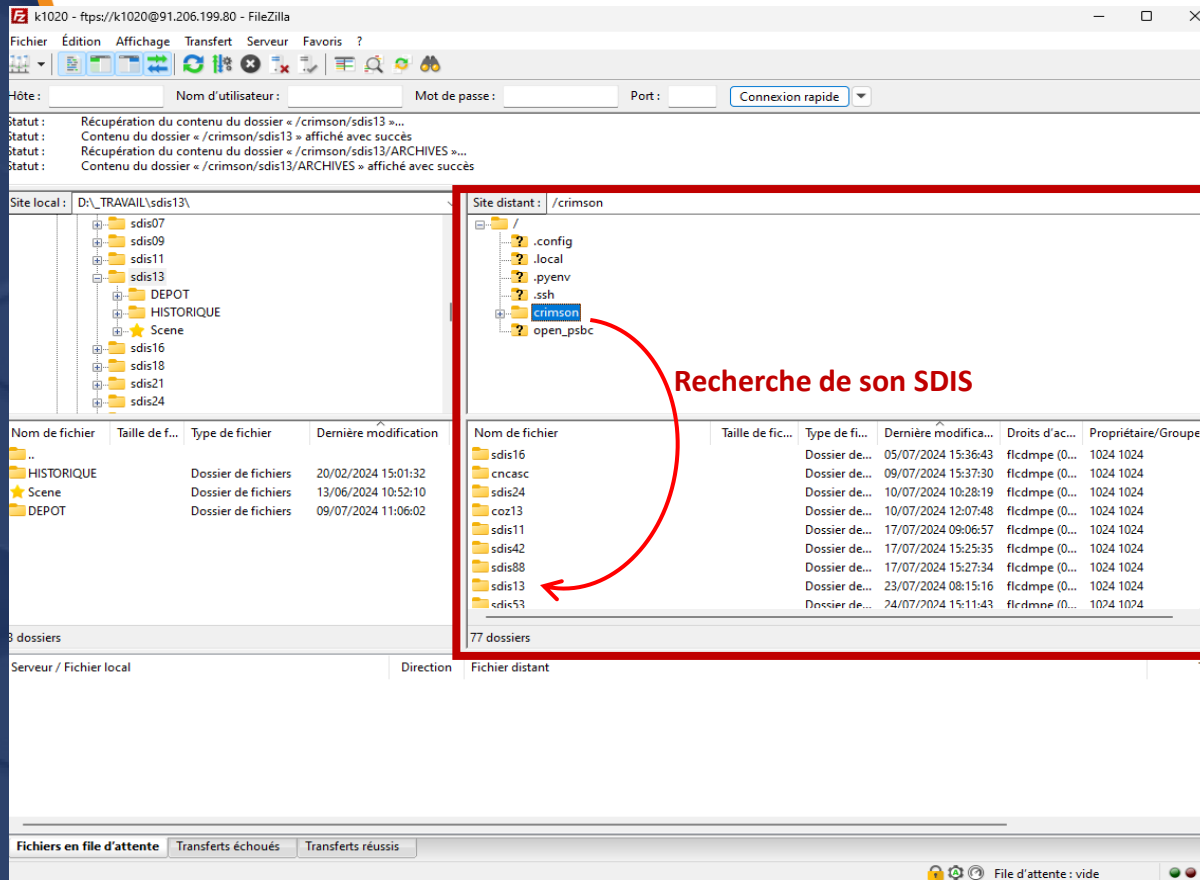 k1020 - ftps://k1020@91.206.199.80 - FileZilla
Fichier Édition Affichage Transfert Serveur Favoris ?
Hôte : Nom d'utilisateur : Mot de passe : Port : Connexion rapide
Statut : Récupération du contenu du dossier « /crimson/sdis13 »...
Statut : Contenu du dossier « /crimson/sdis13 » affiché avec succès
Statut : Récupération du contenu du dossier « /crimson/sdis13/ARCHIVES »...
Statut : Contenu du dossier « /crimson/sdis13/ARCHIVES » affiché avec succès
Site local : D:\_TRAVAIL\sdis13\
sdis07
sdis09
sdis11
sdis13
DEPOT
HISTORIQUE
Scene
sdis16
sdis18
sdis21
sdis24
Nom de fichier Taille de f... Type de fichier Dernière modification
..
HISTORIQUE Dossier de fichiers 20/02/2024 15:01:32
Scene Dossier de fichiers 13/06/2024 10:52:10
DEPOT Dossier de fichiers 09/07/2024 11:06:02
3 dossiers
Site distant : /crimson
/
.config
.local
.pyenv
.ssh
crimson
open_psbc
Recherche de son SDIS
Nom de fichier Taille de fic... Type de fi... Dernière modifica... Droits d'ac... Propriétaire/Groupe
sdis16 Dossier de... 05/07/2024 15:36:43 flcdmpe (0... 1024 1024
cncasc Dossier de... 09/07/2024 15:37:30 flcdmpe (0... 1024 1024
sdis24 Dossier de... 10/07/2024 10:28:19 flcdmpe (0... 1024 1024
coz13 Dossier de... 10/07/2024 12:07:48 flcdmpe (0... 1024 1024
sdis11 Dossier de... 17/07/2024 09:06:57 flcdmpe (0... 1024 1024
sdis42 Dossier de... 17/07/2024 15:25:35 flcdmpe (0... 1024 1024
sdis88 Dossier de... 17/07/2024 15:27:34 flcdmpe (0... 1024 1024
sdis13 Dossier de... 23/07/2024 08:15:16 flcdmpe (0... 1024 1024
sdis53 Dossier de... 24/07/2024 15:11:43 flcdmpe (0... 1024 1024
77 dossiers
Serveur / Fichier local Direction Fichier distant
Fichiers en file d'attente Transferts échoués Transferts réussis
File d'attente : vide